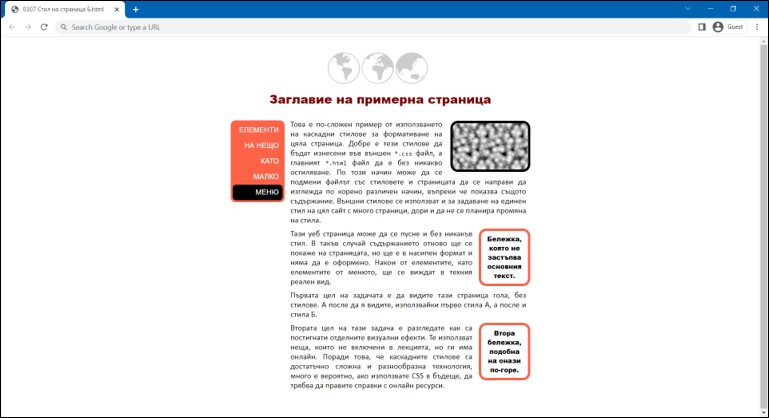 0307 Стил на страница Б.html
Search Google or type a URL
Guest
Заглавие на примерна страница
ЕЛЕМЕНТИ
НА НЕЩО
КАТО
МАЛКО
МЕНЮ
Това е по-сложен пример от използването
на каскадни стилове за форматиране на
цяла страница. Добре е тези стилове да
бъдат изнесени във външен *.css файл, а
главният *.html файл да е без никакво
остиляване. По този начин може да се
подмени файлът със стиловете и страницата да се направи да
изглежда по корено различен начин, въпреки че показва същото
съдържание. Външни стилове се използват и за задаване на единен
стил на цял сайт с много страници, дори и да не се планира промяна
на стила.
Тази уеб страница може да се пусне и без никакъв
стил. В такъв случай съдържанието отново ще се
покаже на страницата, но ще е в насипен формат и
няма да е оформено. Накои от елементите, като
елементите от менюто, ще се виждат в техния
реален вид.
Бележка,
която не
застъпва
основния
текст.
Първата цел на задачата е да видите тази страница гола, без
стилове. А после да я видите, използвайки първо стила А, а после и
стила Б.
Втората цел на тази задача е разгледате как са
постигнати отделните визуални ефекти. Те използват
неща, които не включени в лекцията, но ги има
онлайн. Поради това, че каскадните стилове са
достатъчно сложна и разнообразна технология,
много е вероятно, ако използвате CSS в бъдеще, да
трябва да правите справки с онлайн ресурси.
Втора
бележка,
подобна
на онази
по-горе.